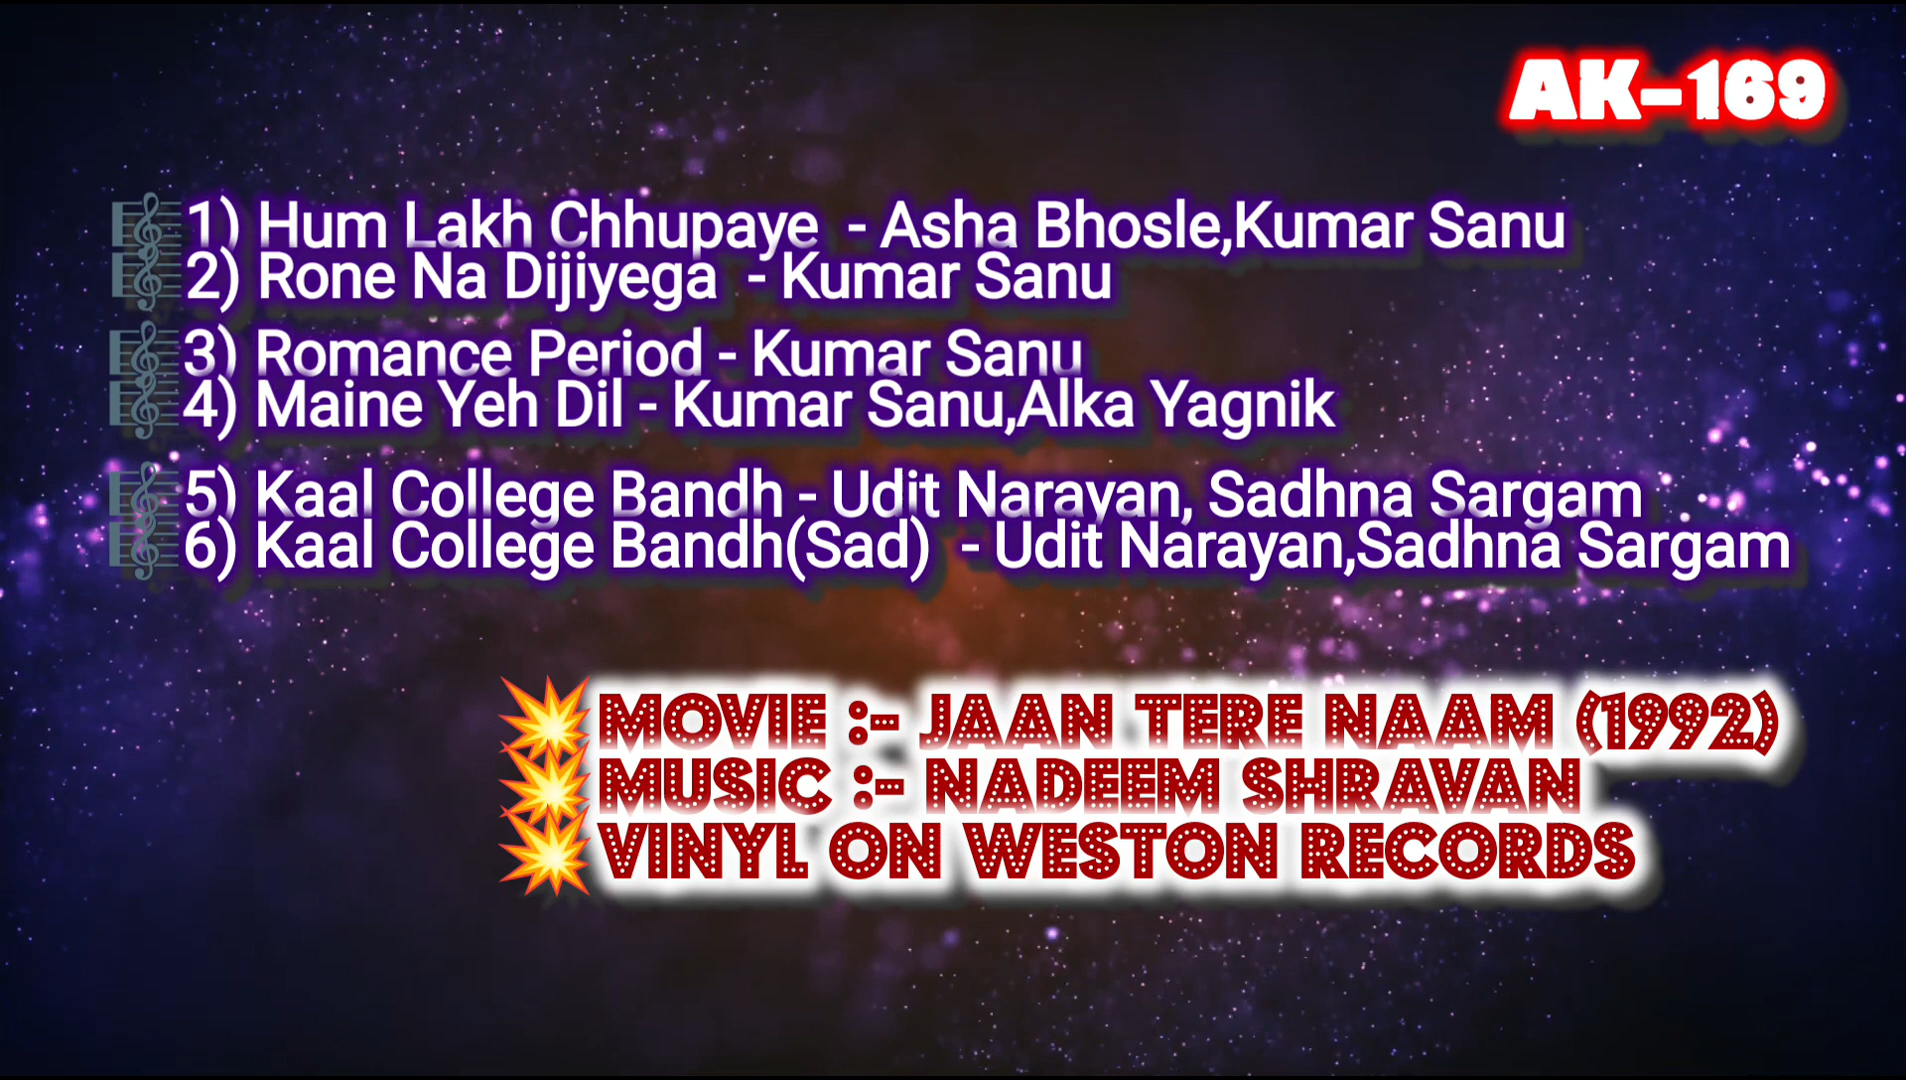 AK-169
1) Hum Lakh Chhupaye - Asha Bhosle,Kumar Sanu
2) Rone Na Dijiyega - Kumar Sanu
3) Romance Period - Kumar Sanu
4) Maine Yeh Dil - Kumar Sanu,Alka Yagnik
5) Kaal College Bandh - Udit Narayan, Sadhna Sargam
6) Kaal College Bandh(Sad) - Udit Narayan,Sadhna Sargam
MOVIE :- JAAN TERE NAAM (1992)
MUSIC :- NADEEM SHRAVAN
VINYL ON WESTON RECORDS